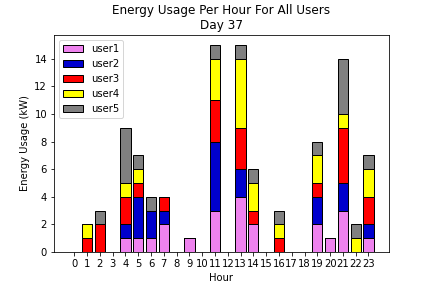 Energy Usage Per Hour For All Users
Day 37
user1
user2
user3
user4
user5
14
12
10
8
6
4
2
0
Energy Usage (kW)
0 1 2 3 4 5 6 7 8 9 10 11 12 13 14 15 16 17 18 19 20 21 22 23
Hour